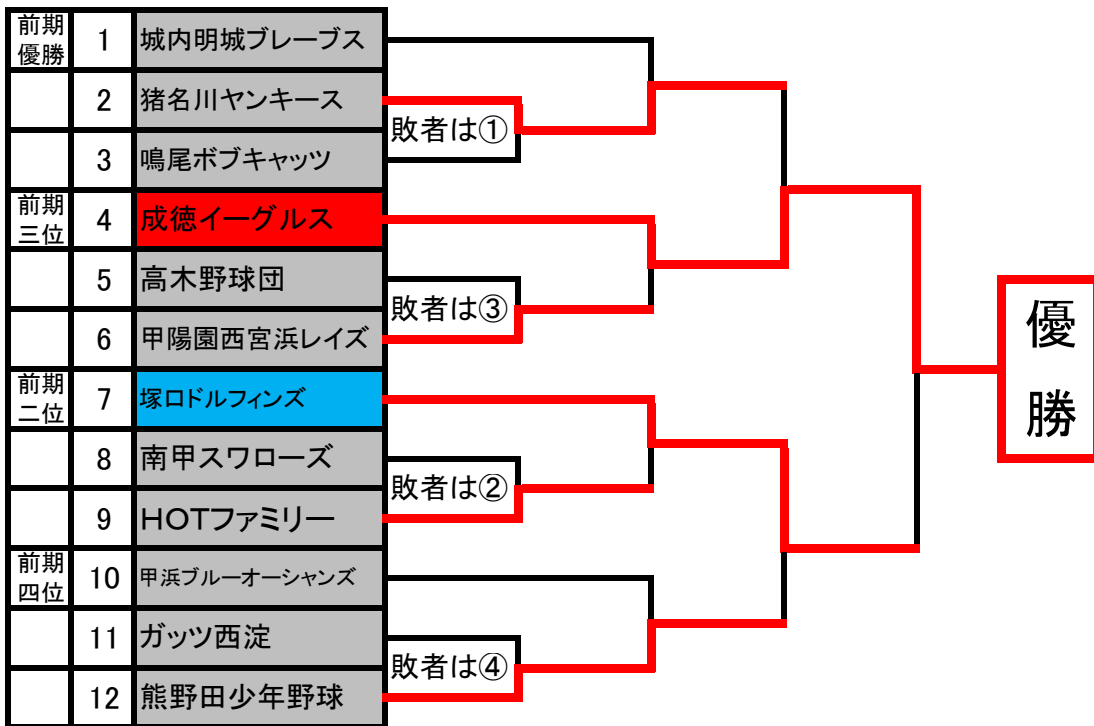 前期
優勝
1 城内明城ブレーブス
2 猪名川ヤンキース
敗者は①
3 鳴尾ボブキャッツ
前期
三位
4 成徳イーグルス
5 高木野球団
敗者は③
6 甲陽園西宮浜レイズ
前期
二位
7 塚口ドルフィンズ
8 南甲スワローズ
敗者は②
9 HOTファミリー
前期
四位
10 甲浜ブルーオーシャンズ
11 ガッツ西淀
敗者は④
12 熊野田少年野球
優勝